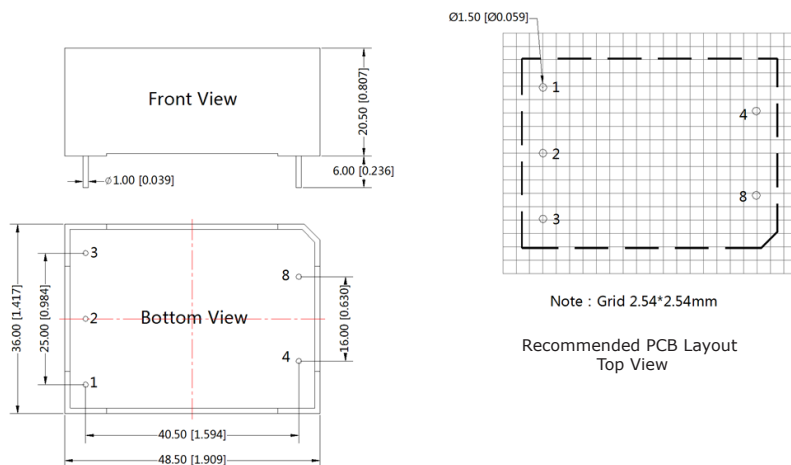 Ø1.50 [Ø0.059]
1
4
2
8
3
Note : Grid 2.54*2.54mm
Recommended PCB Layout
Top View
Front View
20.50 [0.807]
6.00 [0.236]
Ø1.00 [0.039]
3
8
36.00 [1.417]
25.00 [0.984]
2
Bottom View
16.00 [0.630]
4
1
40.50 [1.594]
48.50 [1.909]